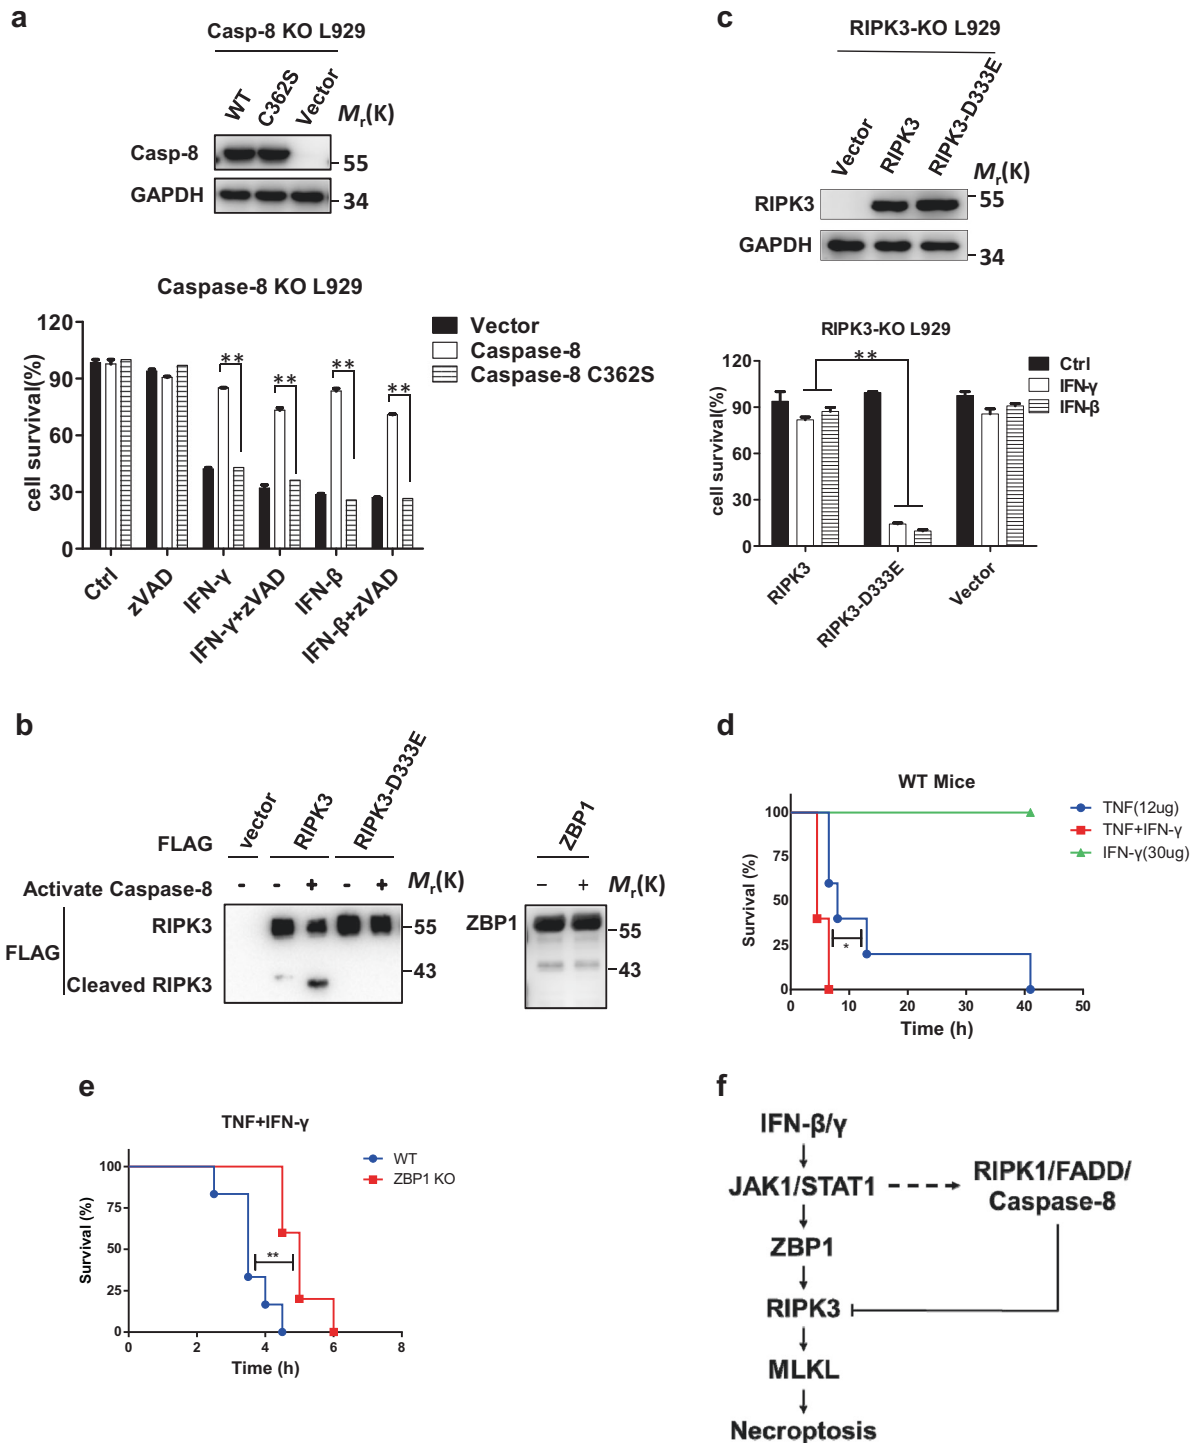 a
Casp-8 KO L929
WT
C362S
Vector
Mr(K)
Casp-8
55
GAPDH
34
Caspase-8 KO L929
120
90
60
30
0
cell survival(%)
Vector
Caspase-8
Caspase-8 C362S
**
**
**
**
Ctrl
zVAD
IFN-γ
IFN-γ+zVAD
IFN-β
IFN-β+zVAD
c
RIPK3-KO L929
Vector
RIPK3
RIPK3-D333E
Mr(K)
RIPK3
55
GAPDH
34
RIPK3-KO L929
120
90
60
30
0
cell survival(%)
**
Ctrl
IFN-γ
IFN-β
RIPK3
RIPK3-D333E
Vector
b
FLAG
vector
RIPK3
RIPK3-D333E
Activate Caspase-8
- - + - +
Mr(K)
FLAG
RIPK3
55
43
Cleaved RIPK3
ZBP1
− +
Mr(K)
ZBP1
55
43
d
WT Mice
100
75
50
25
0
Survival (%)
*
0 10 20 30 40 50
Time (h)
TNF(12ug)
TNF+IFN-γ
IFN-γ(30ug)
e
TNF+IFN-γ
100
75
50
25
0
Survival (%)
**
0 2 4 6 8
Time (h)
WT
ZBP1 KO
f
IFN-β/γ
JAK1/STAT1
RIPK1/FADD/
Caspase-8
ZBP1
RIPK3
MLKL
Necroptosis